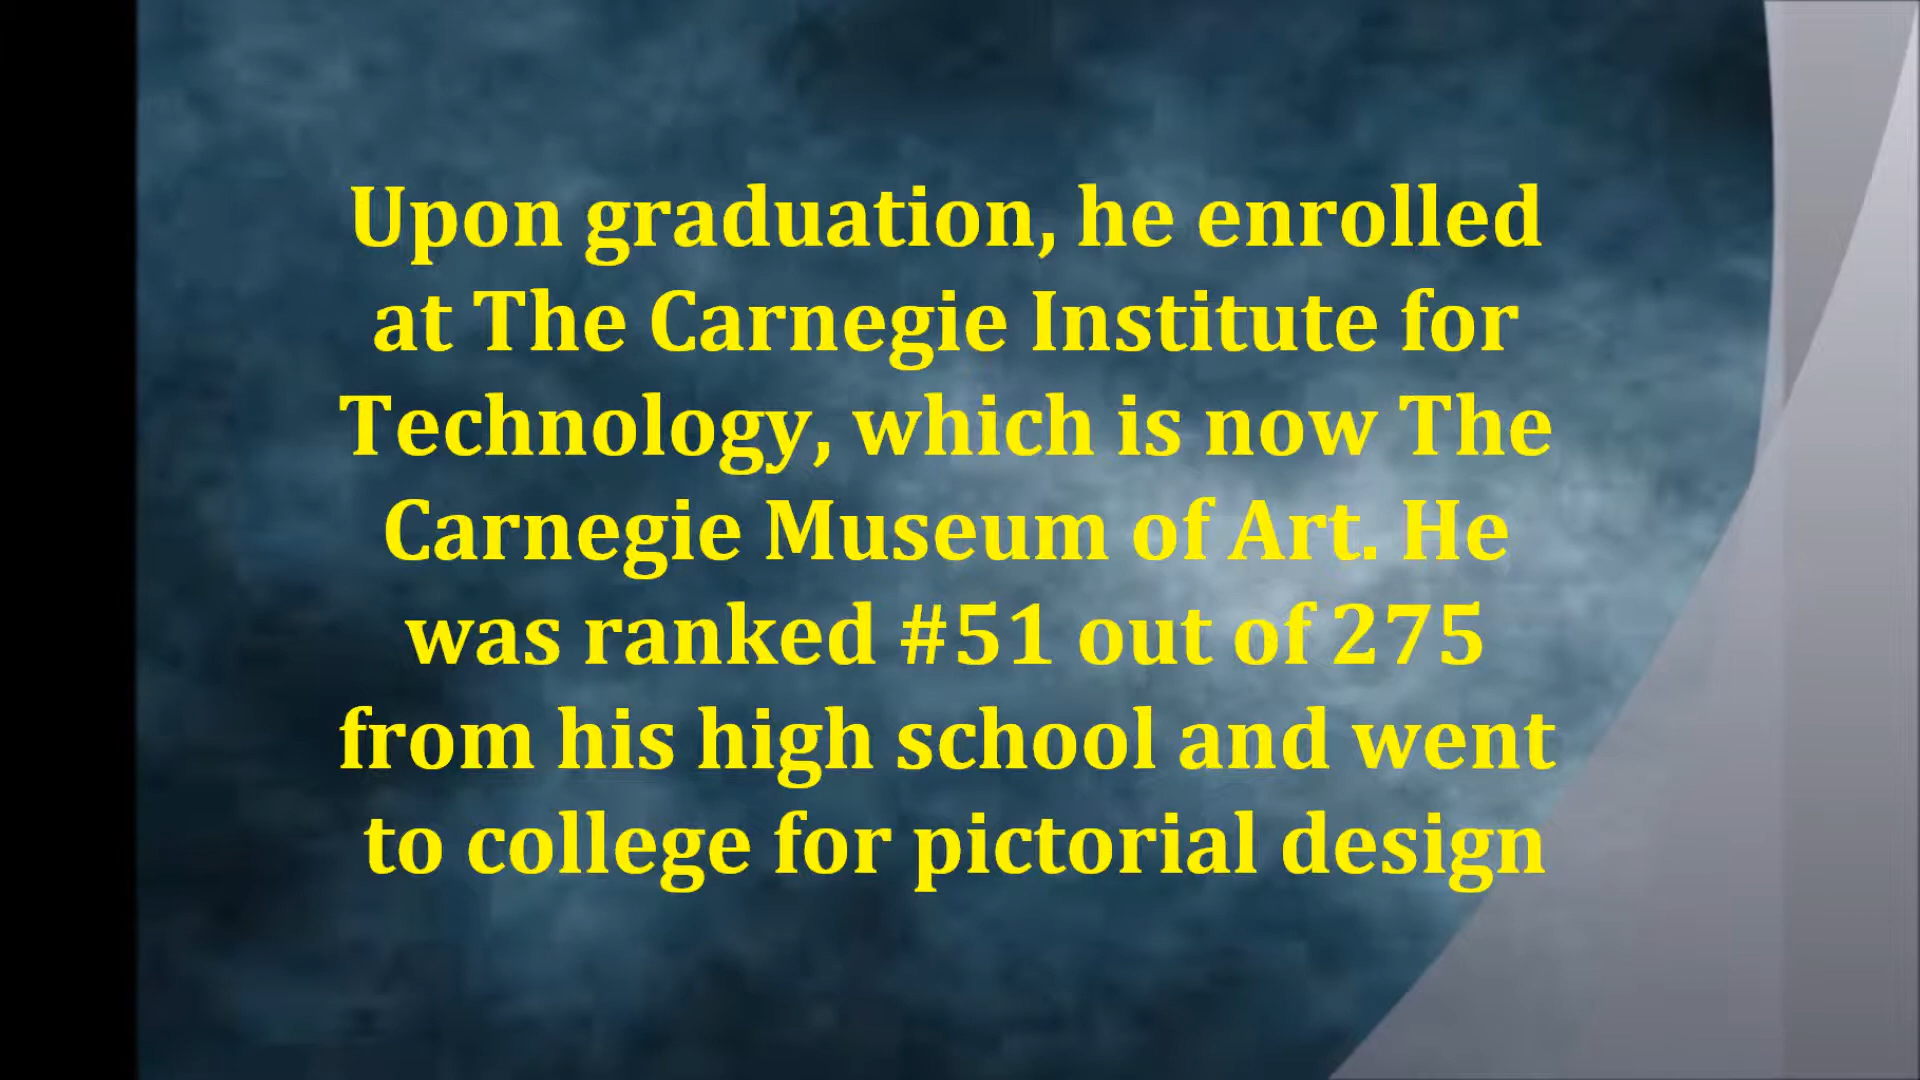 Upon graduation, he enrolled
at The Carnegie Institute for
Technology, which is now The
Carnegie Museum of Art. He
was ranked #51 out of 275
from his high school and went
to college for pictorial design